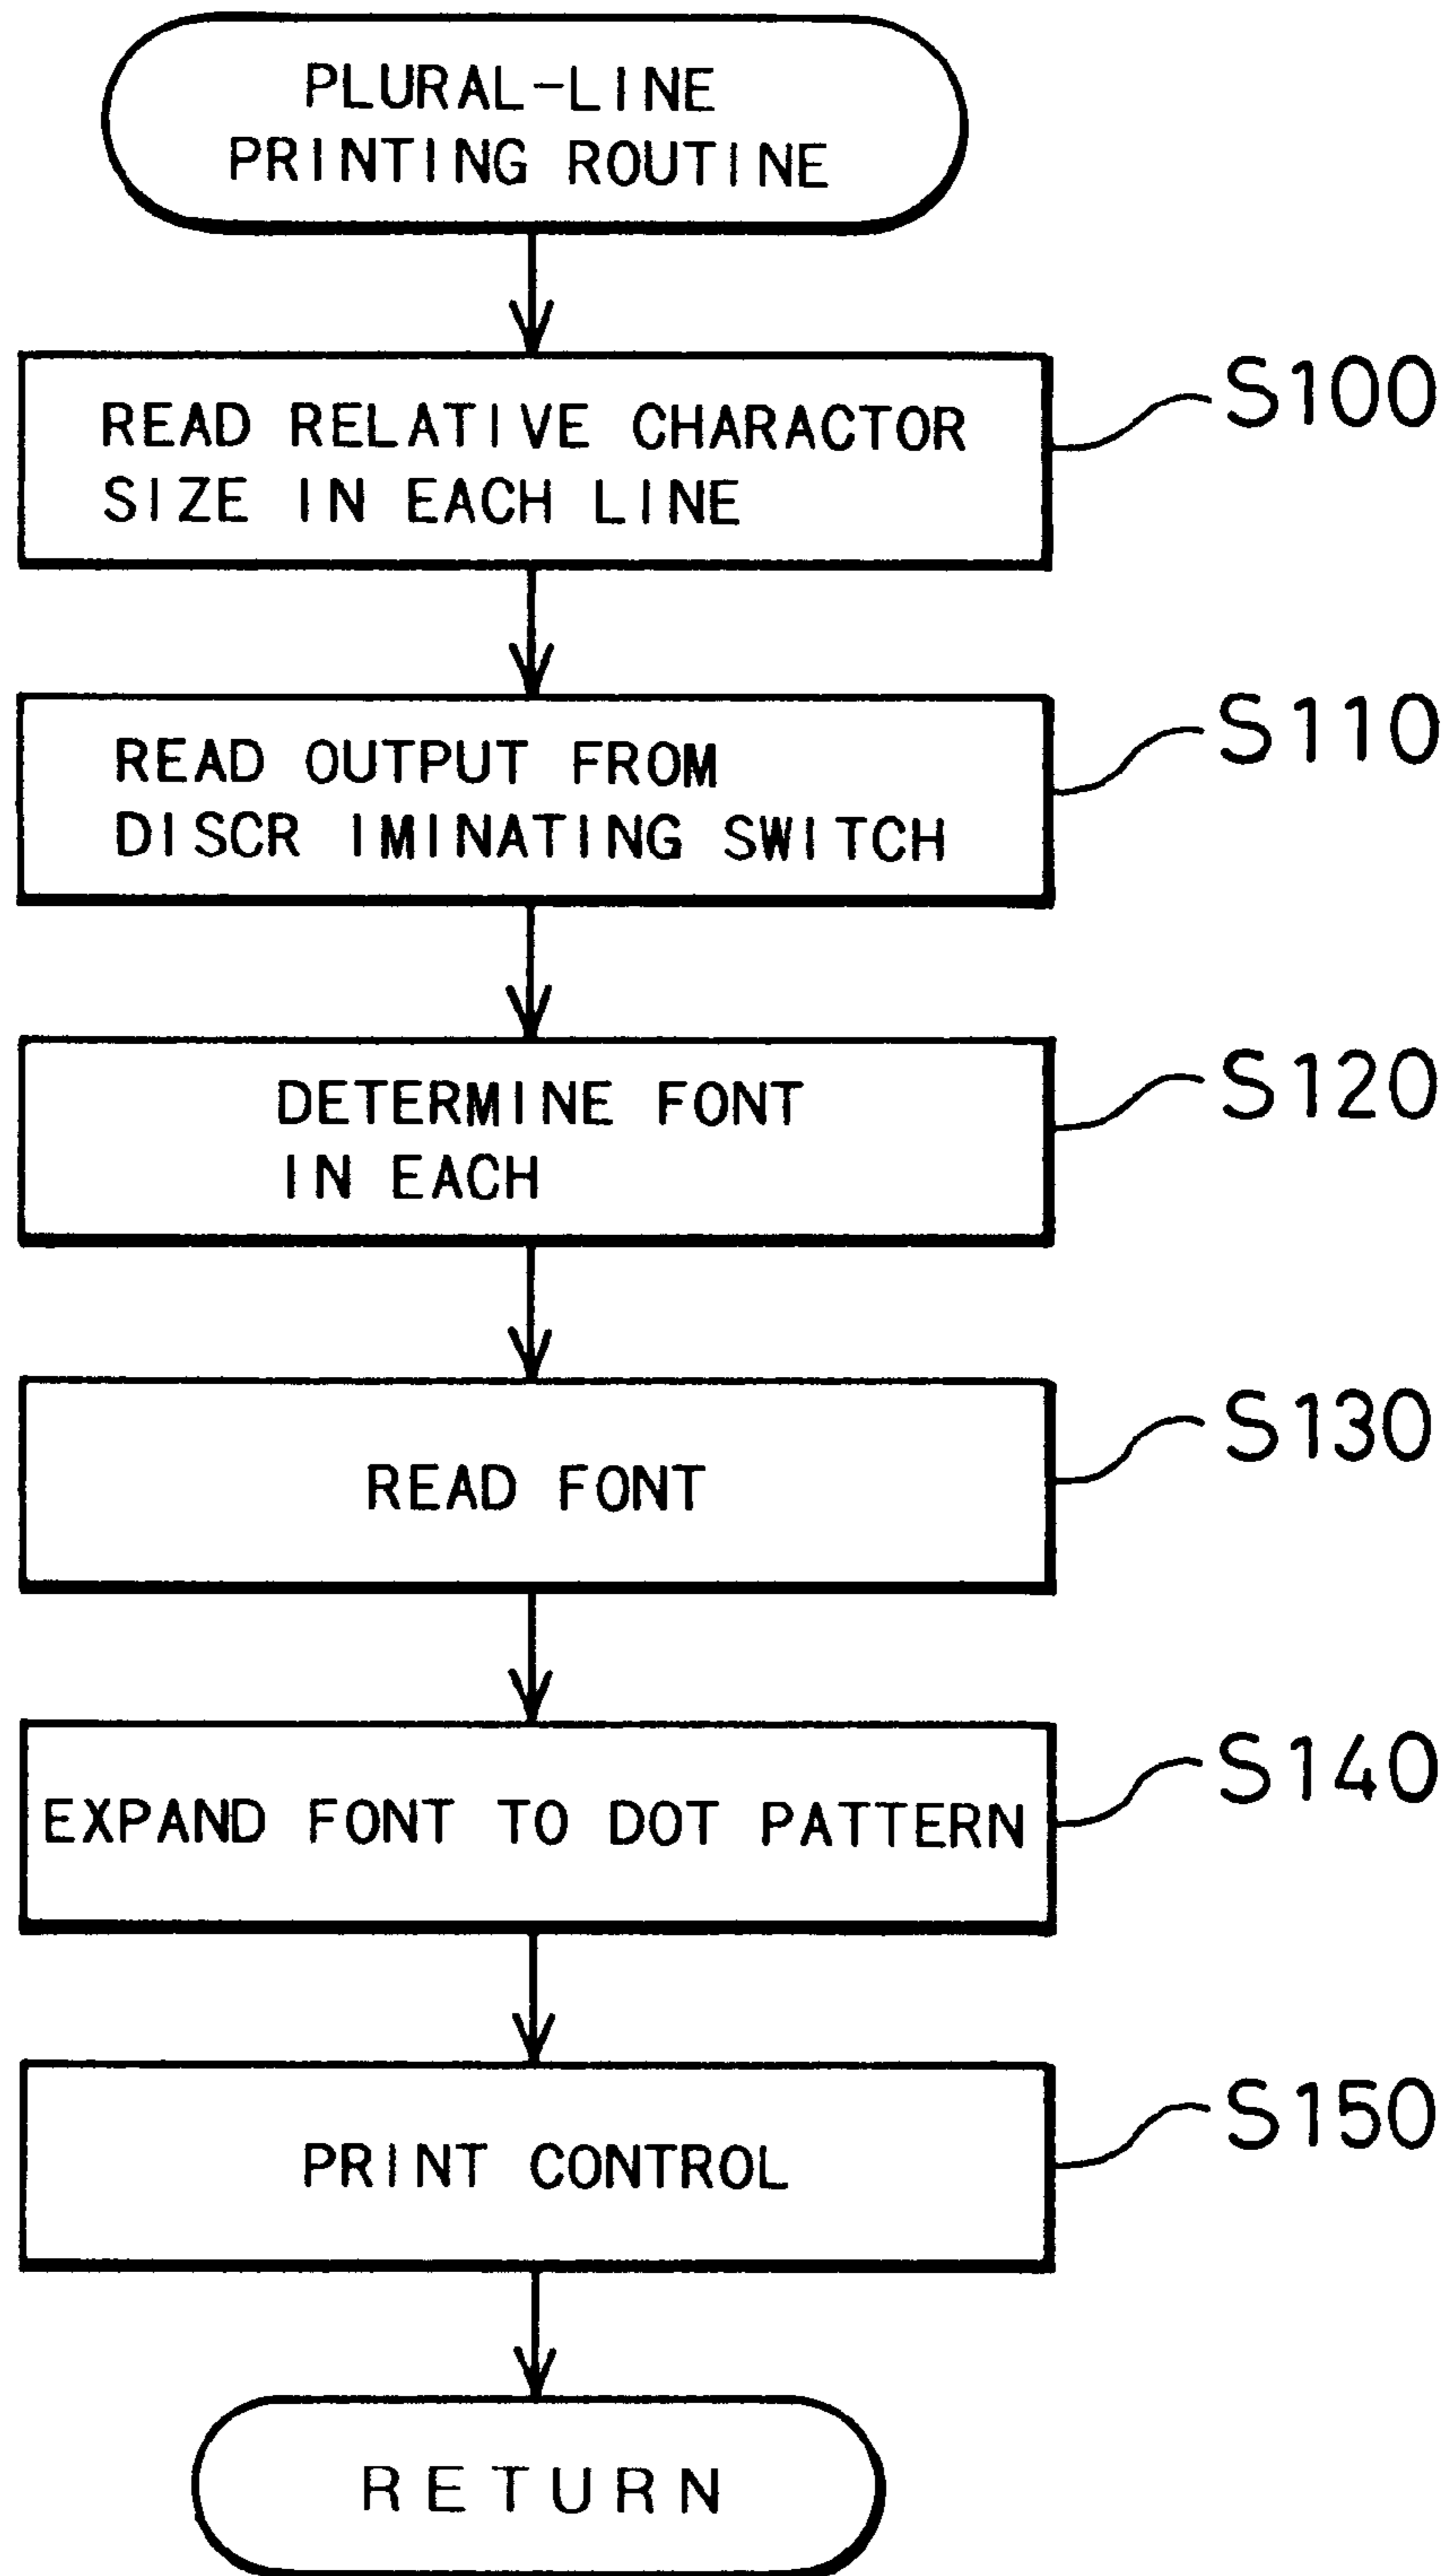 PLURAL-LINE
PRINTING ROUTINE
READ RELATIVE CHARACTOR
SIZE IN EACH LINE
S100
READ OUTPUT FROM
DISCR IMINATING SWITCH
S110
DETERMINE FONT
IN EACH
S120
READ FONT
S130
EXPAND FONT TO DOT PATTERN
S140
PRINT CONTROL
S150
RETURN